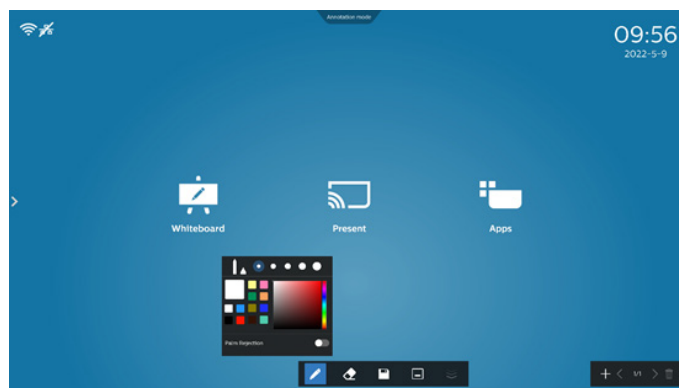 Annotation mode
09:56
2022-5-9
Whiteboard
Present
Apps
Palm Rejection
1/1